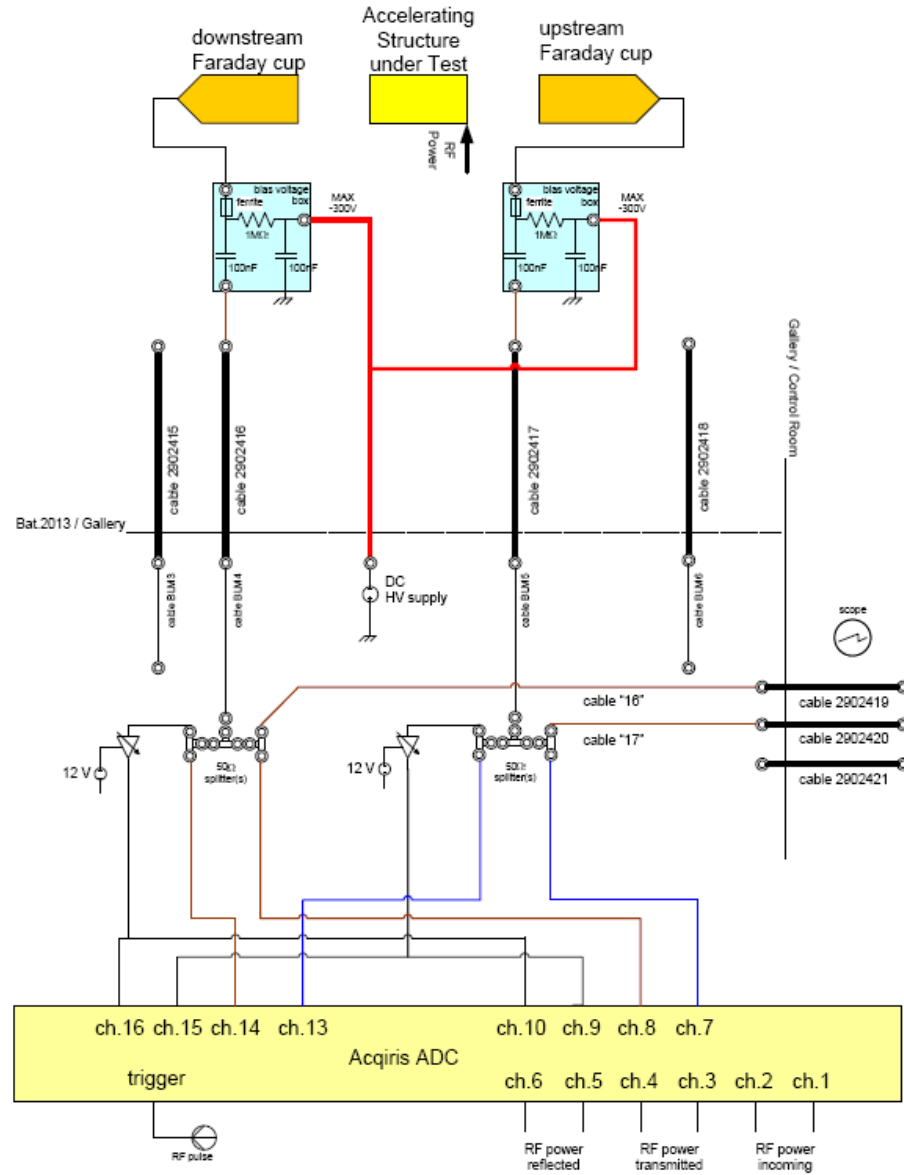 downstream
Faraday cup
Accelerating
Structure
under Test
upstream
Faraday cup
RF
Power
bias voltage
box
ferrite
1MΩ
100nF
100nF
MAX
-300V
bias voltage
box
ferrite
1MΩ
100nF
100nF
MAX
-300V
Gallery / Control Room
cable 2902415
cable 2902416
cable 2902417
cable 2902418
Bat.2013 / Gallery
cable BLM3
cable BLM4
DC
HV supply
cable BLM5
cable BLM6
scope
cable "16"
cable 2902419
cable "17"
cable 2902420
cable 2902421
12 V
50Ω
splitter(s)
12 V
50Ω
splitter(s)
ch.16 ch.15 ch.14 ch.13 ch.10 ch.9 ch.8 ch.7
Acqiris ADC
trigger
ch.6 ch.5 ch.4 ch.3 ch.2 ch.1
RF pulse
RF power
reflected
RF power
transmitted
RF power
incoming